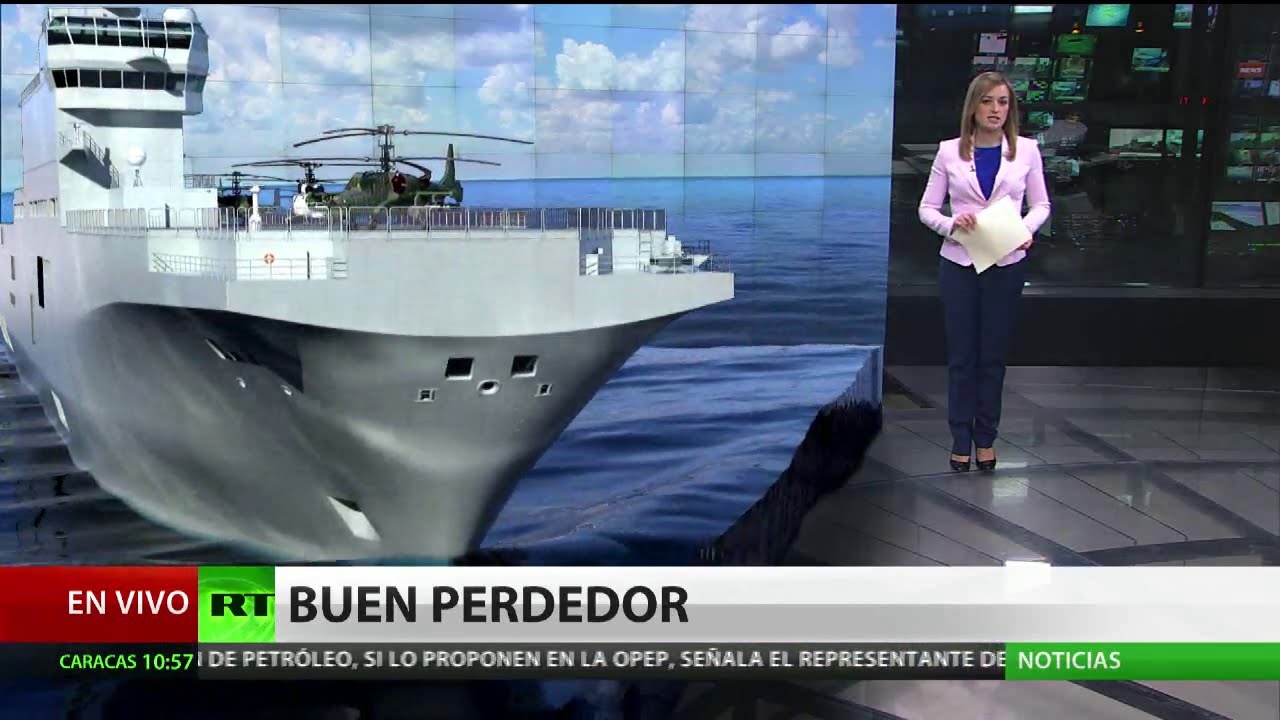 NEWS
EN VIVO
RT
BUEN PERDEDOR
CARACAS 10:57
DE PETRÓLEO, SI LO PROPONEN EN LA OPEP, SEÑALA EL REPRESENTANTE DE
NOTICIAS